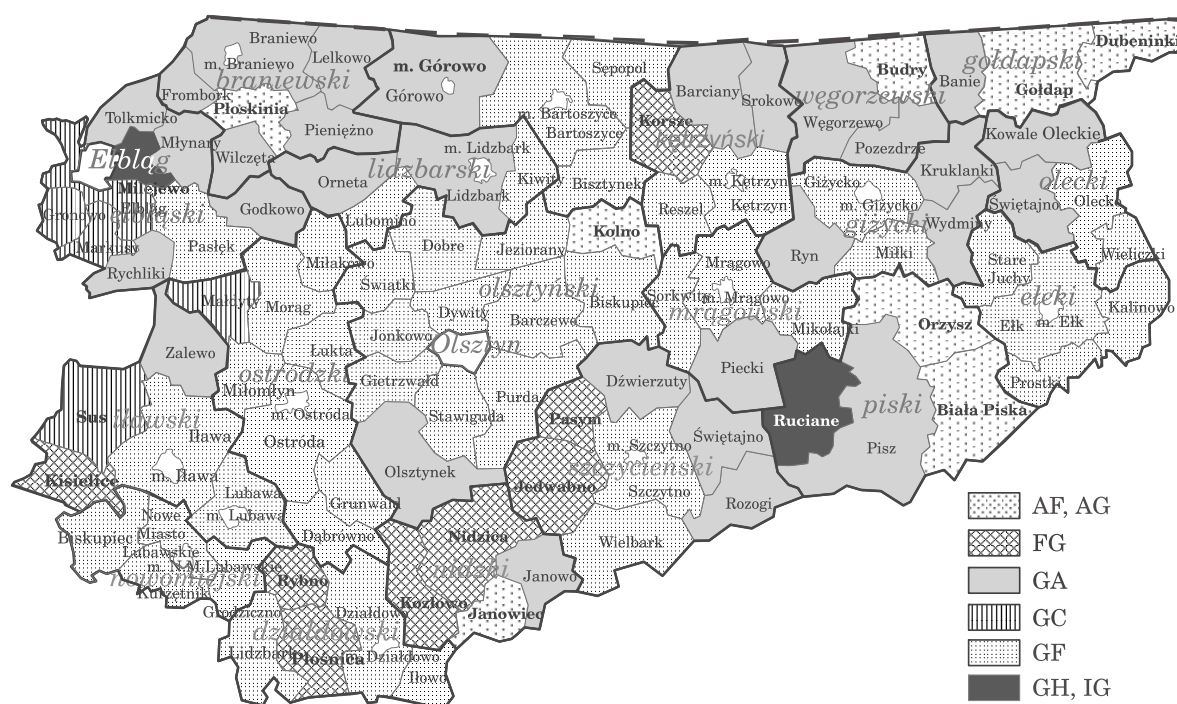 Braniewo
m. Braniewo
Lelkowo
braniewski
Frombork
Płoskinia
Tolkmicko
Pieniężno
Młynary
Wilczęta
m. Górowo
Górowo
Sępopol
m. Bartoszyce
Bartoszyce
Korsze
Barciany
Srokowo
kętrzyński
węgorzewski
Budry
Węgorzewo
Pozezdrze
Banie
gołdapski
Gołdap
Dubeninki
Kowale Oleckie
Kruklanki
olecki
Olecko
Świętajno
Wieliczki
Elbląg
Milejewo
Elbląg
Gronowo
Markusy
Pasłęk
Rychliki
Godkowo
Orneta
lidzbarski
m. Lidzbark
Lidzbark
Kiwity
Bisztynek
Reszel
m. Kętrzyn
Kętrzyn
Giżycko
m. Giżycko
giżycki
Wydminy
Ryn
Miłki
Lubomino
Dobre
Jeziorany
Kolno
Mrągowo
m. Mrągowo
Sorkwity
mrągowski
Mikołajki
Stare
Juchy
ełcki
Kalinowo
Ełk
m. Ełk
Prostki
Orzysz
Biała Piska
piski
Pisz
Ruciane
Piecki
Miłakowo
Małdyty
Morąg
Świątki
olsztyński
Dywity
Biskupiec
Barczewo
Jonkowo
Olsztyn
Łukta
Zalewo
ostródzki
Miłomłyn
m. Ostróda
Ostróda
Gietrzwałd
Stawiguda
Purda
Dźwierzuty
Pasym
Świętajno
m. Szczytno
szczycieński
Szczytno
Rozogi
Jedwabno
Wielbark
Olsztynek
Sus
iławski
Iława
m. Iława
Kisielice
Lubawa
m. Lubawa
Grunwald
Dąbrowno
Nowe
Miasto
Lubawskie
Biskupiec
m. N.M.Lubawskie
nowomiejski
Kurzętnik
Grodziczno
Rybno
Działdowo
działdowski
Lidzbark
Płośnica
m. Działdowo
Iłowo
Nidzica
Kozłowo
Janowo
Janowiec
AF, AG
FG
GA
GC
GF
GH, IG